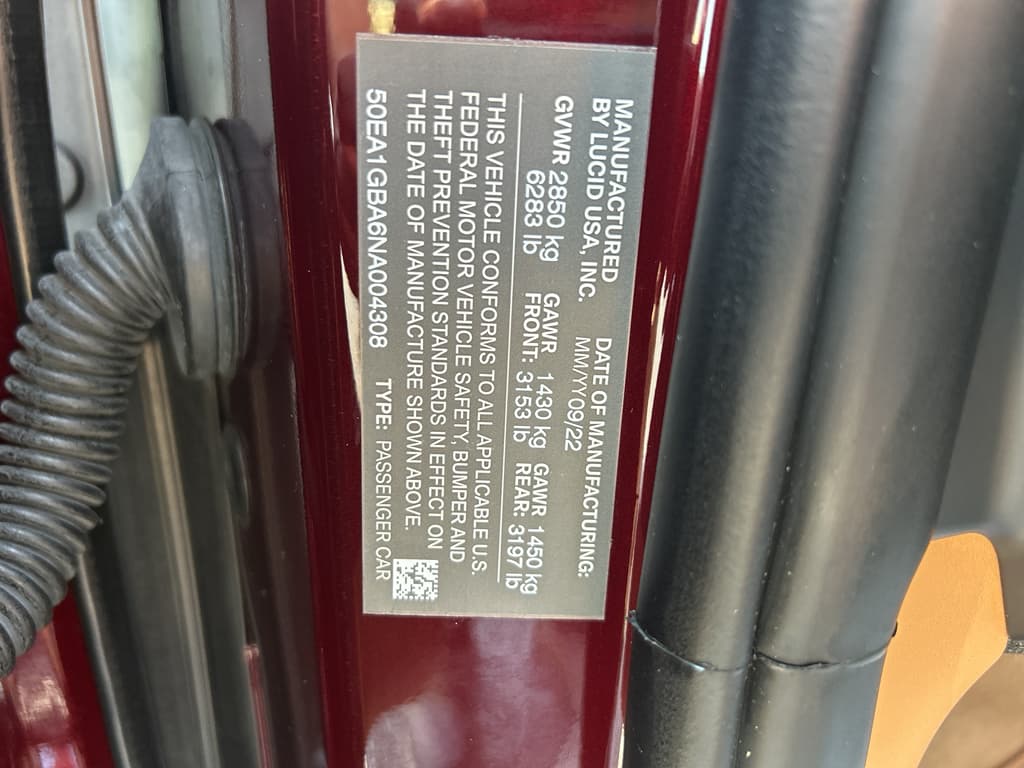 MANUFACTURED
BY LUCID USA, INC.
DATE OF MANUFACTURING:
MM/YY09/22
GVWR 2850 kg
6283 lb
GAWR 1430 kg
FRONT: 3153 lb
GAWR 1450 kg
REAR: 3197 lb
THIS VEHICLE CONFORMS TO ALL APPLICABLE U.S.
FEDERAL MOTOR VEHICLE SAFETY, BUMPER AND
THEFT PREVENTION STANDARDS IN EFFECT ON
THE DATE OF MANUFACTURE SHOWN ABOVE.
50EA1GBA6NA004308 TYPE: PASSENGER CAR